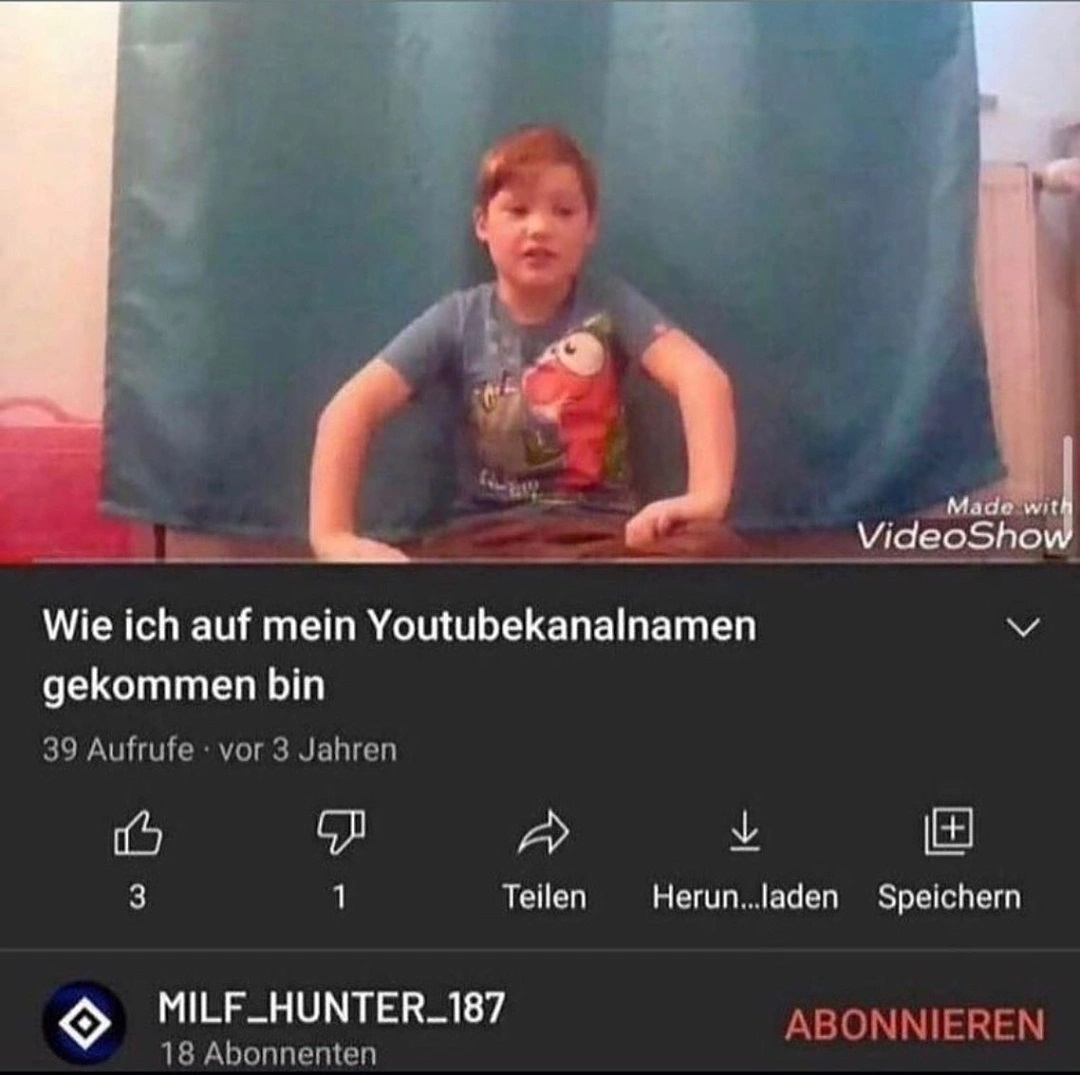 Made with
VideoShow
Wie ich auf mein Youtubekanalnamen
gekommen bin
39 Aufrufe · vor 3 Jahren
3
1
Teilen
Herun...laden
Speichern
MILF_HUNTER_187
18 Abonnenten
ABONNIEREN